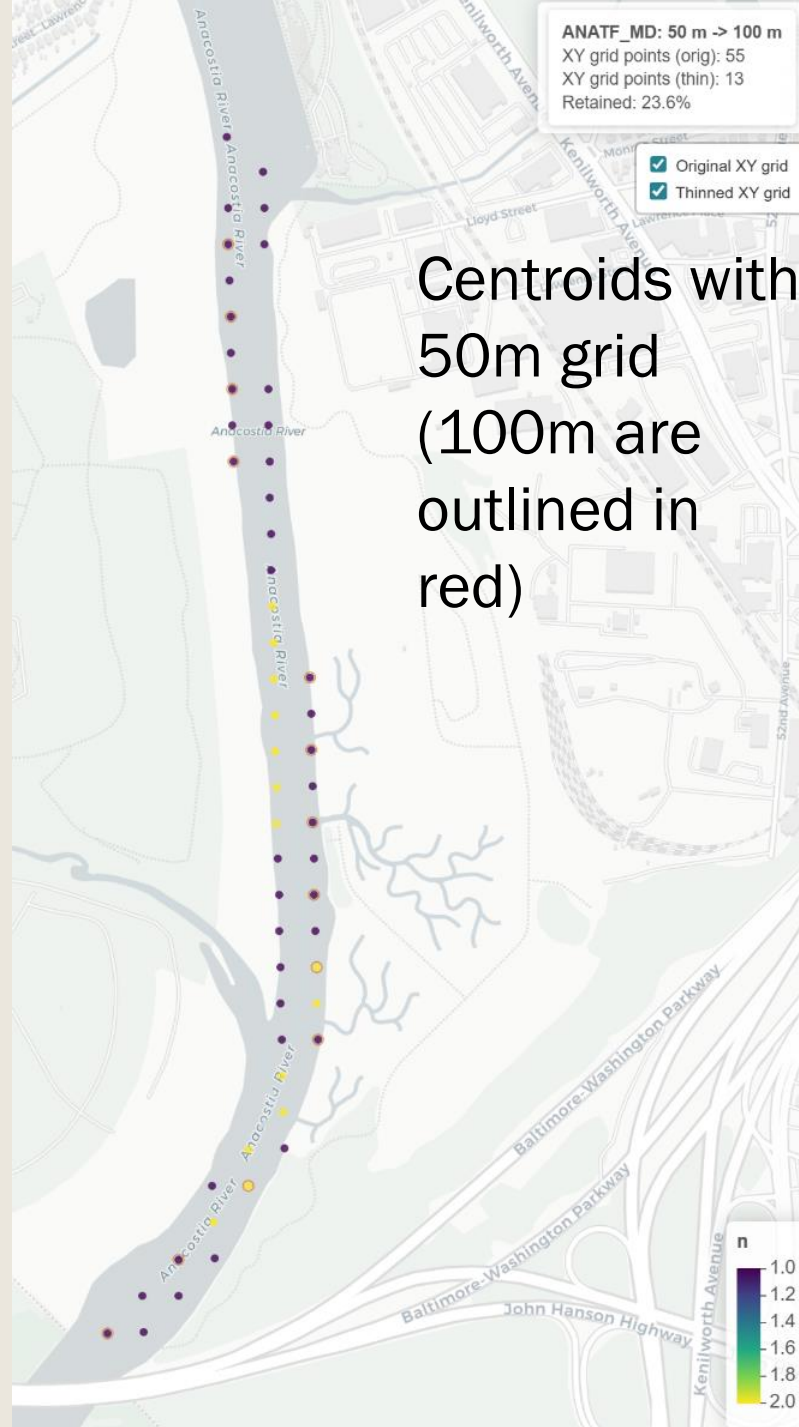 ANATF_MD: 50 m -> 100 m
XY grid points (orig): 55
XY grid points (thin): 13
Retained: 23.6%
Original XY grid
Thinned XY grid
Centroids with
50m grid
(100m are
outlined in
red)
Anacostia River
Anacostia River
Kenilworth Avenue
Lloyd Street
Anacostia River
Anacostia River
52nd Avenue
Anacostia River
Anacostia River
Baltimore-Washington Parkway
Baltimore-Washington Parkway
John Hanson Highway
Kenilworth Avenue
n
1.0
1.2
1.4
1.6
1.8
2.0